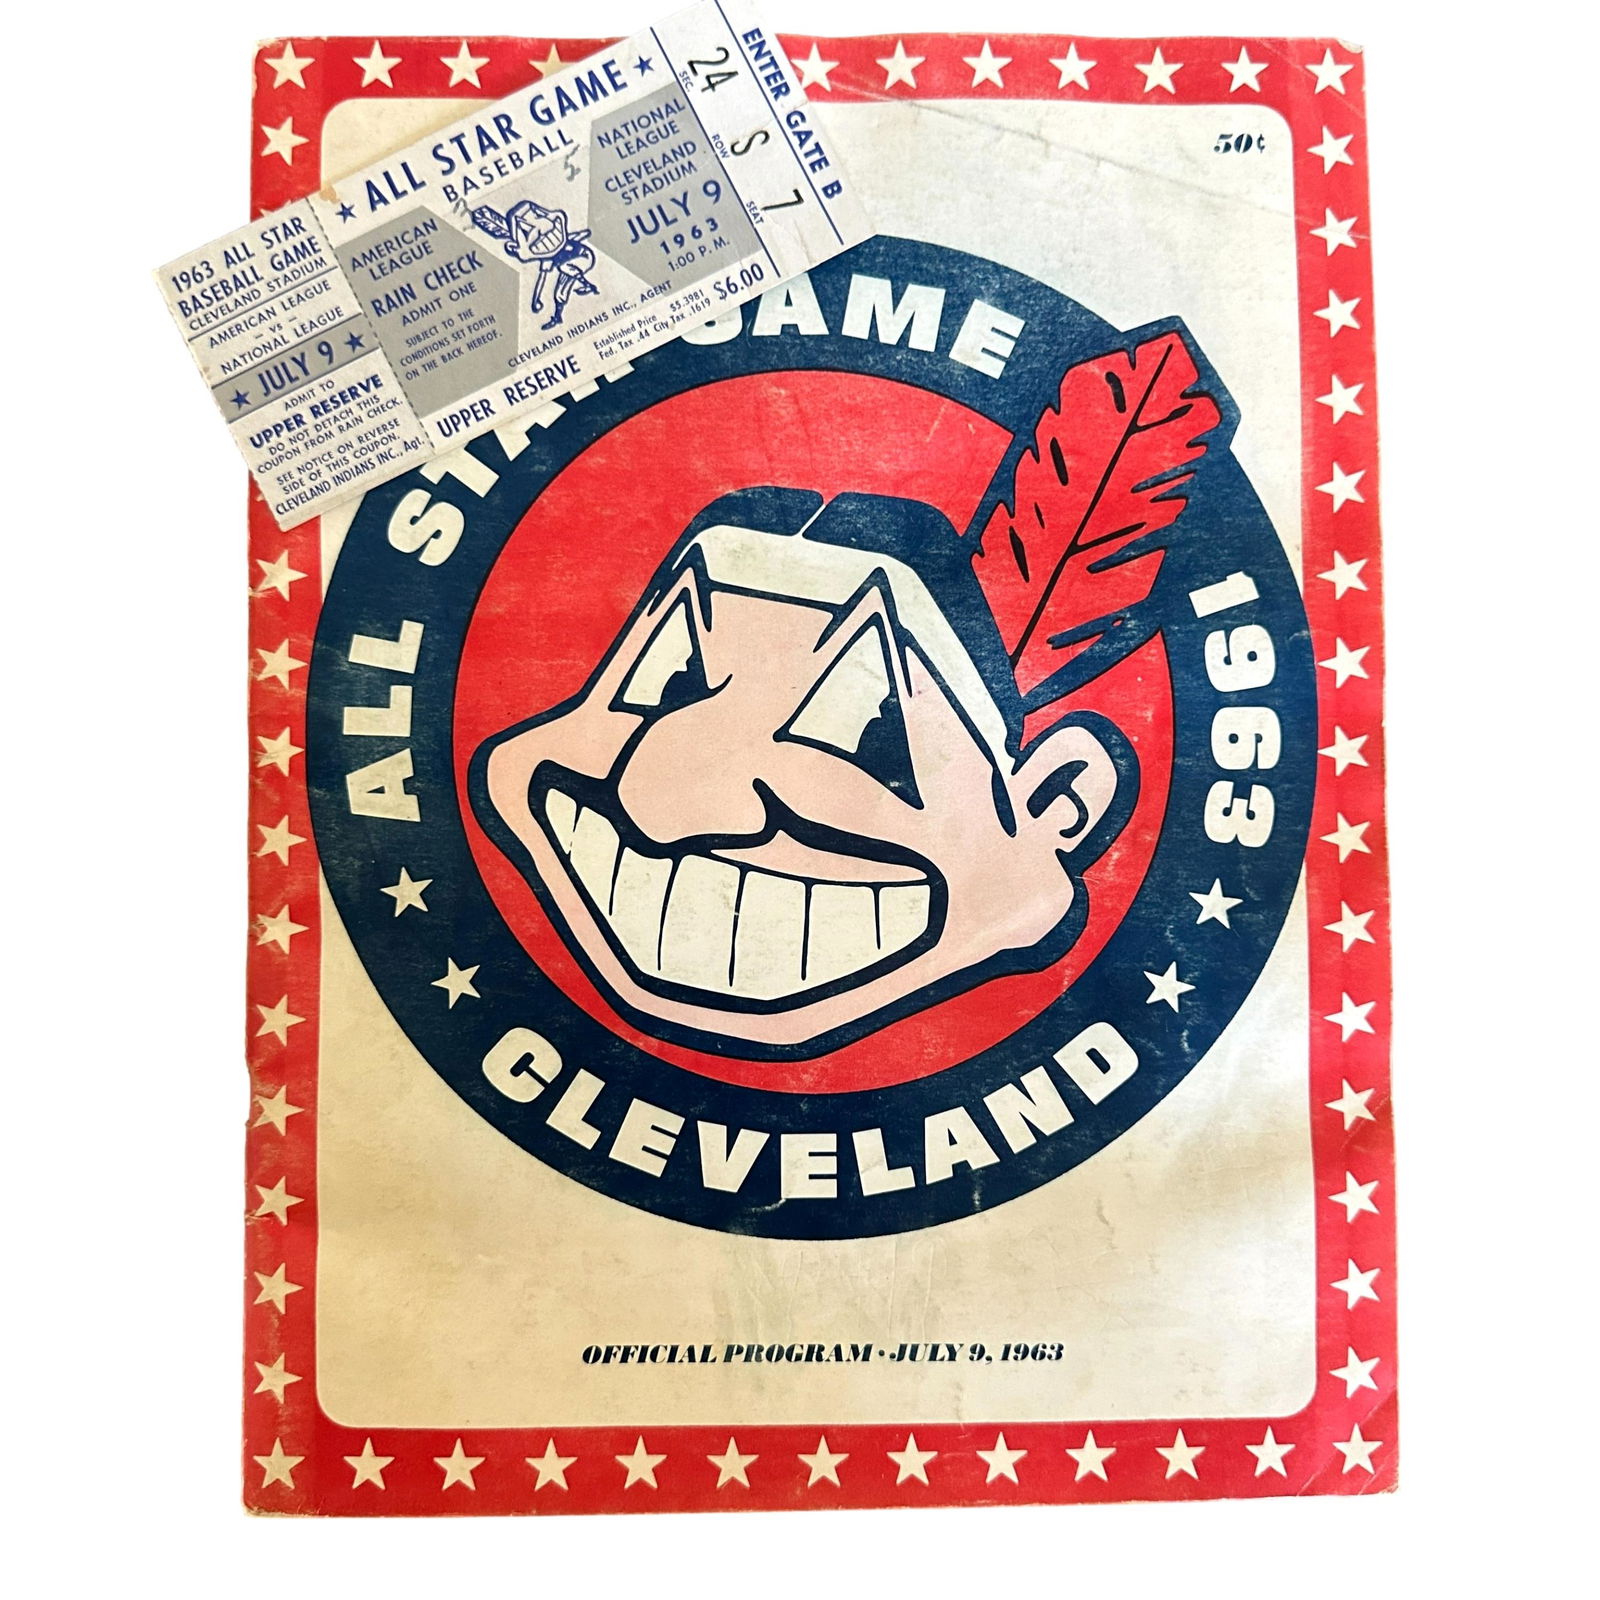 1963 ALL STAR
BASEBALL GAME
CLEVELAND STADIUM
AMERICAN LEAGUE
- VS -
NATIONAL LEAGUE
JULY 9
ADMIT TO
UPPER RESERVE
DO NOT DETACH THIS
COUPON FROM RAIN CHECK.
SEE NOTICE ON REVERSE
SIDE OF THIS COUPON.
CLEVELAND INDIANS INC., Agt.
ALL STAR GAME
BASEBALL
AMERICAN
LEAGUE
RAIN CHECK
ADMIT ONE
SUBJECT TO THE
CONDITIONS SET FORTH
ON THE BACK HEREOF.
NATIONAL
LEAGUE
CLEVELAND
STADIUM
JULY 9
1963
1:00 P.M.
CLEVELAND INDIANS INC., AGENT
UPPER RESERVE
Established Price $5.3981
Fed. Tax .44 City Tax .1619
$6.00
24
SEC.
S
ROW
7
SEAT
ENTER GATE B
50¢
ALL STAR GAME 1963
CLEVELAND
OFFICIAL PROGRAM • JULY 9, 1963